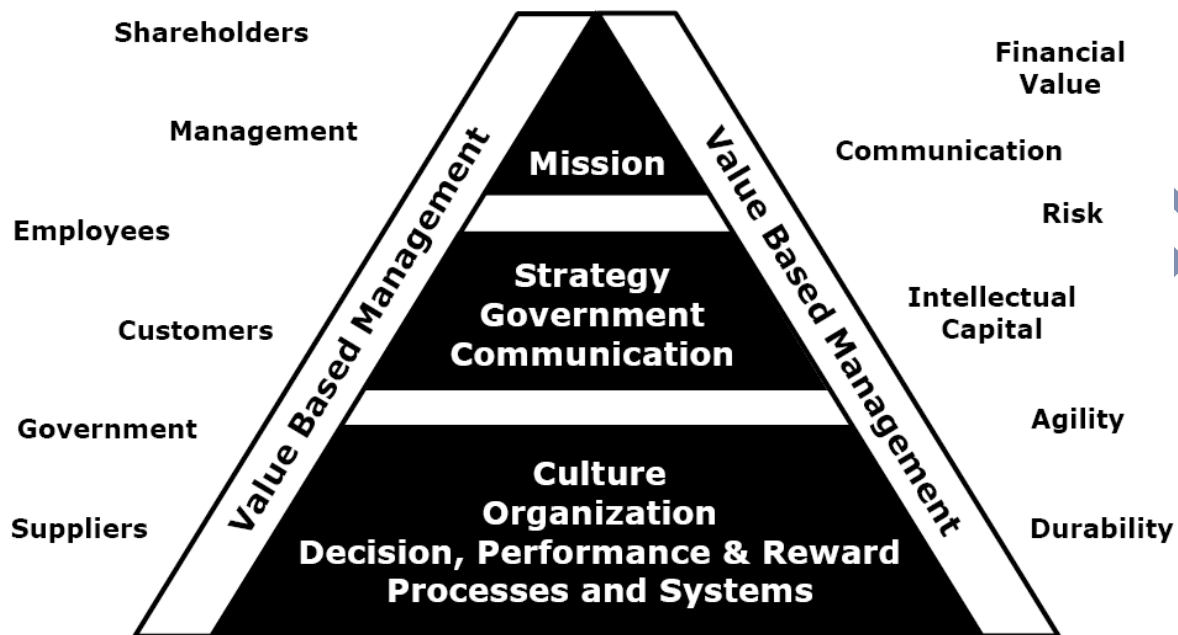 Shareholders
Management
Employees
Customers
Government
Suppliers
Value Based Management
Mission
Strategy
Government
Communication
Culture
Organization
Decision, Performance & Reward
Processes and Systems
Value Based Management
Financial
Value
Communication
Risk
Intellectual
Capital
Agility
Durability